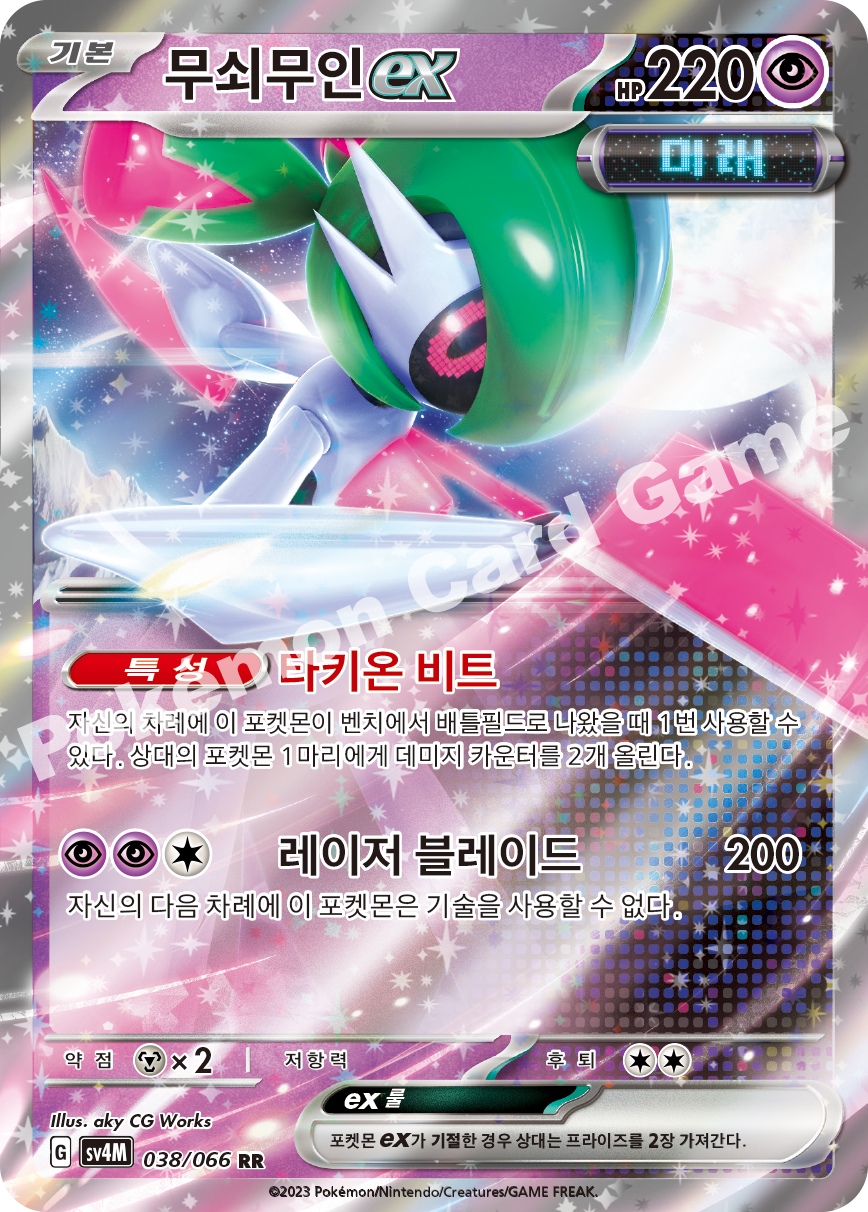 기본
무쇠무인 ex
HP 220
미래
특성 타키온 비트
자신의 차례에 이 포켓몬이 벤치에서 배틀필드로 나왔을 때 1번 사용할 수
있다. 상대의 포켓몬 1마리에게 데미지 카운터를 2개 올린다.
레이저 블레이드 200
자신의 다음 차례에 이 포켓몬은 기술을 사용할 수 없다.
약점 ×2 저항력 후퇴
ex 룰
포켓몬 ex가 기절한 경우 상대는 프라이즈를 2장 가져간다.
Illus. aky CG Works
G sv4M 038/066 RR
©2023 Pokémon/Nintendo/Creatures/GAME FREAK.
Pokémon Card Game